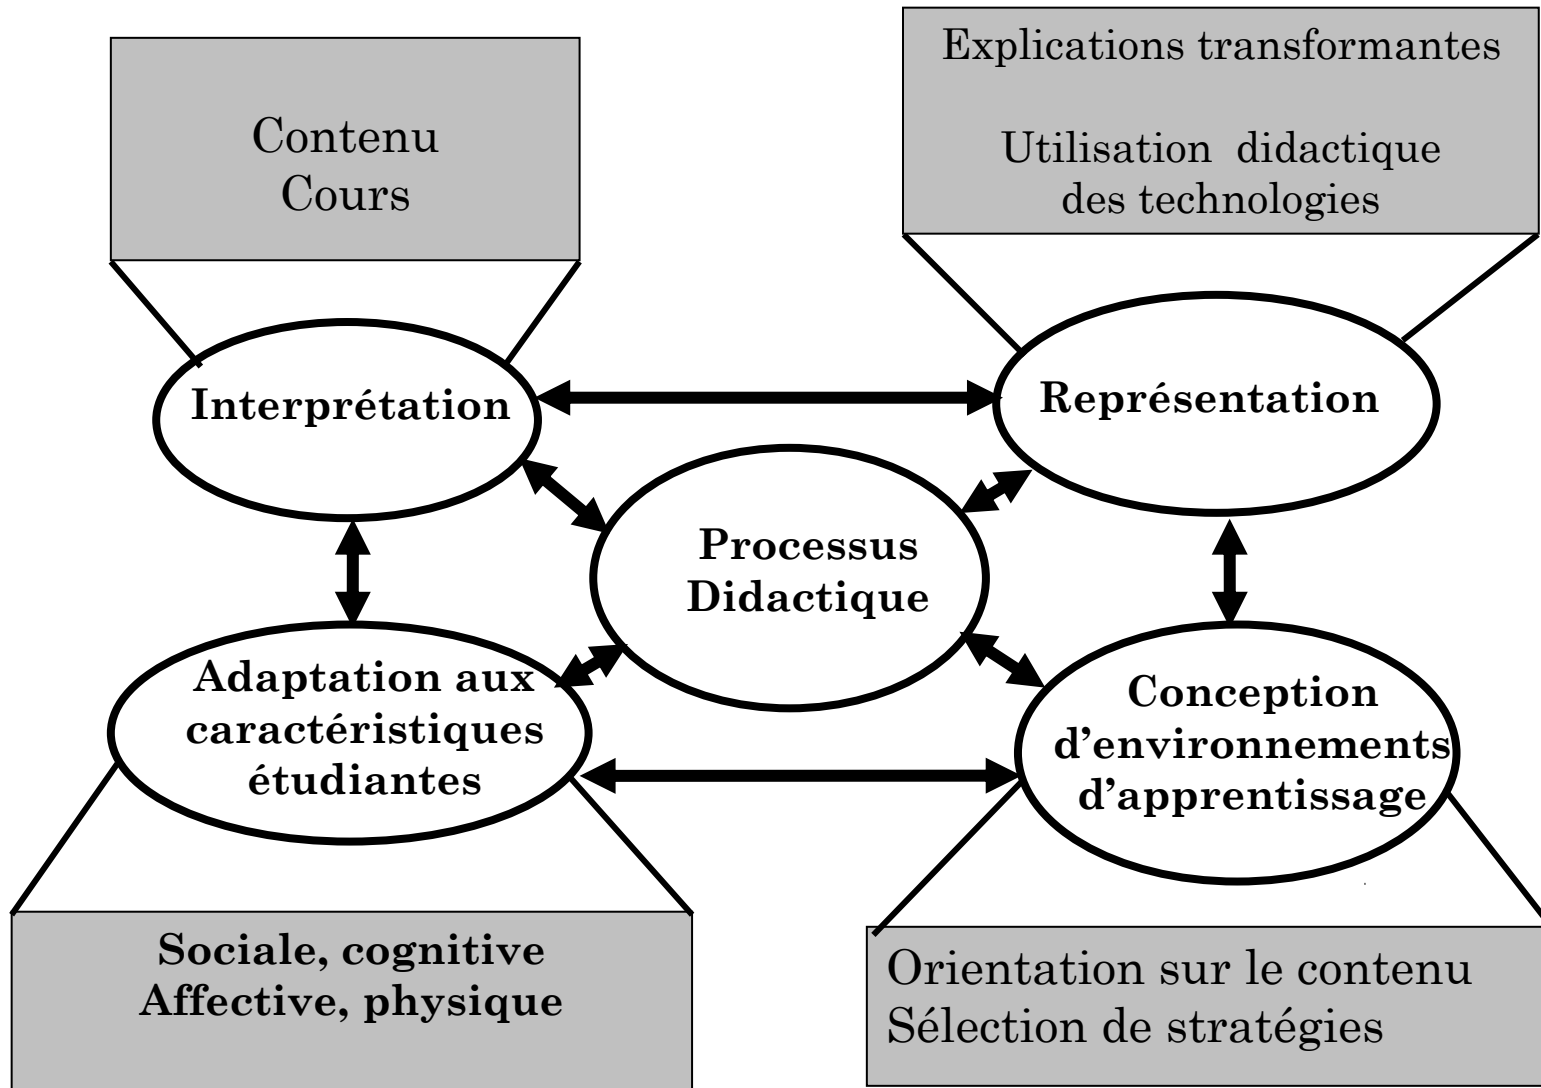 Contenu
Cours
Explications transformantes
Utilisation didactique
des technologies
Interprétation
Représentation
Processus
Didactique
Adaptation aux
caractéristiques
étudiantes
Conception
d’environnements
d’apprentissage
Sociale, cognitive
Affective, physique
Orientation sur le contenu
Sélection de stratégies